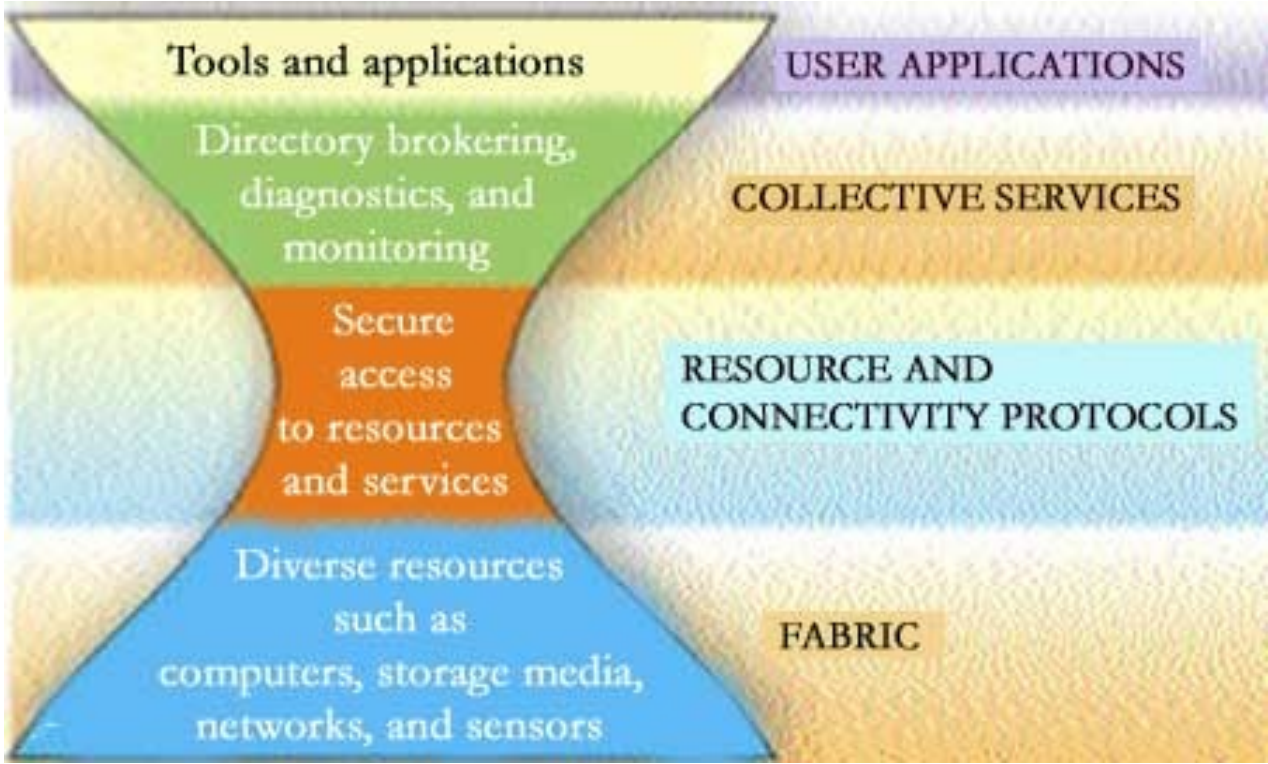 Tools and applications
USER APPLICATIONS
Directory brokering,
diagnostics, and
monitoring
COLLECTIVE SERVICES
Secure
access
to resources
and services
RESOURCE AND
CONNECTIVITY PROTOCOLS
Diverse resources
such as
computers, storage media,
networks, and sensors
FABRIC